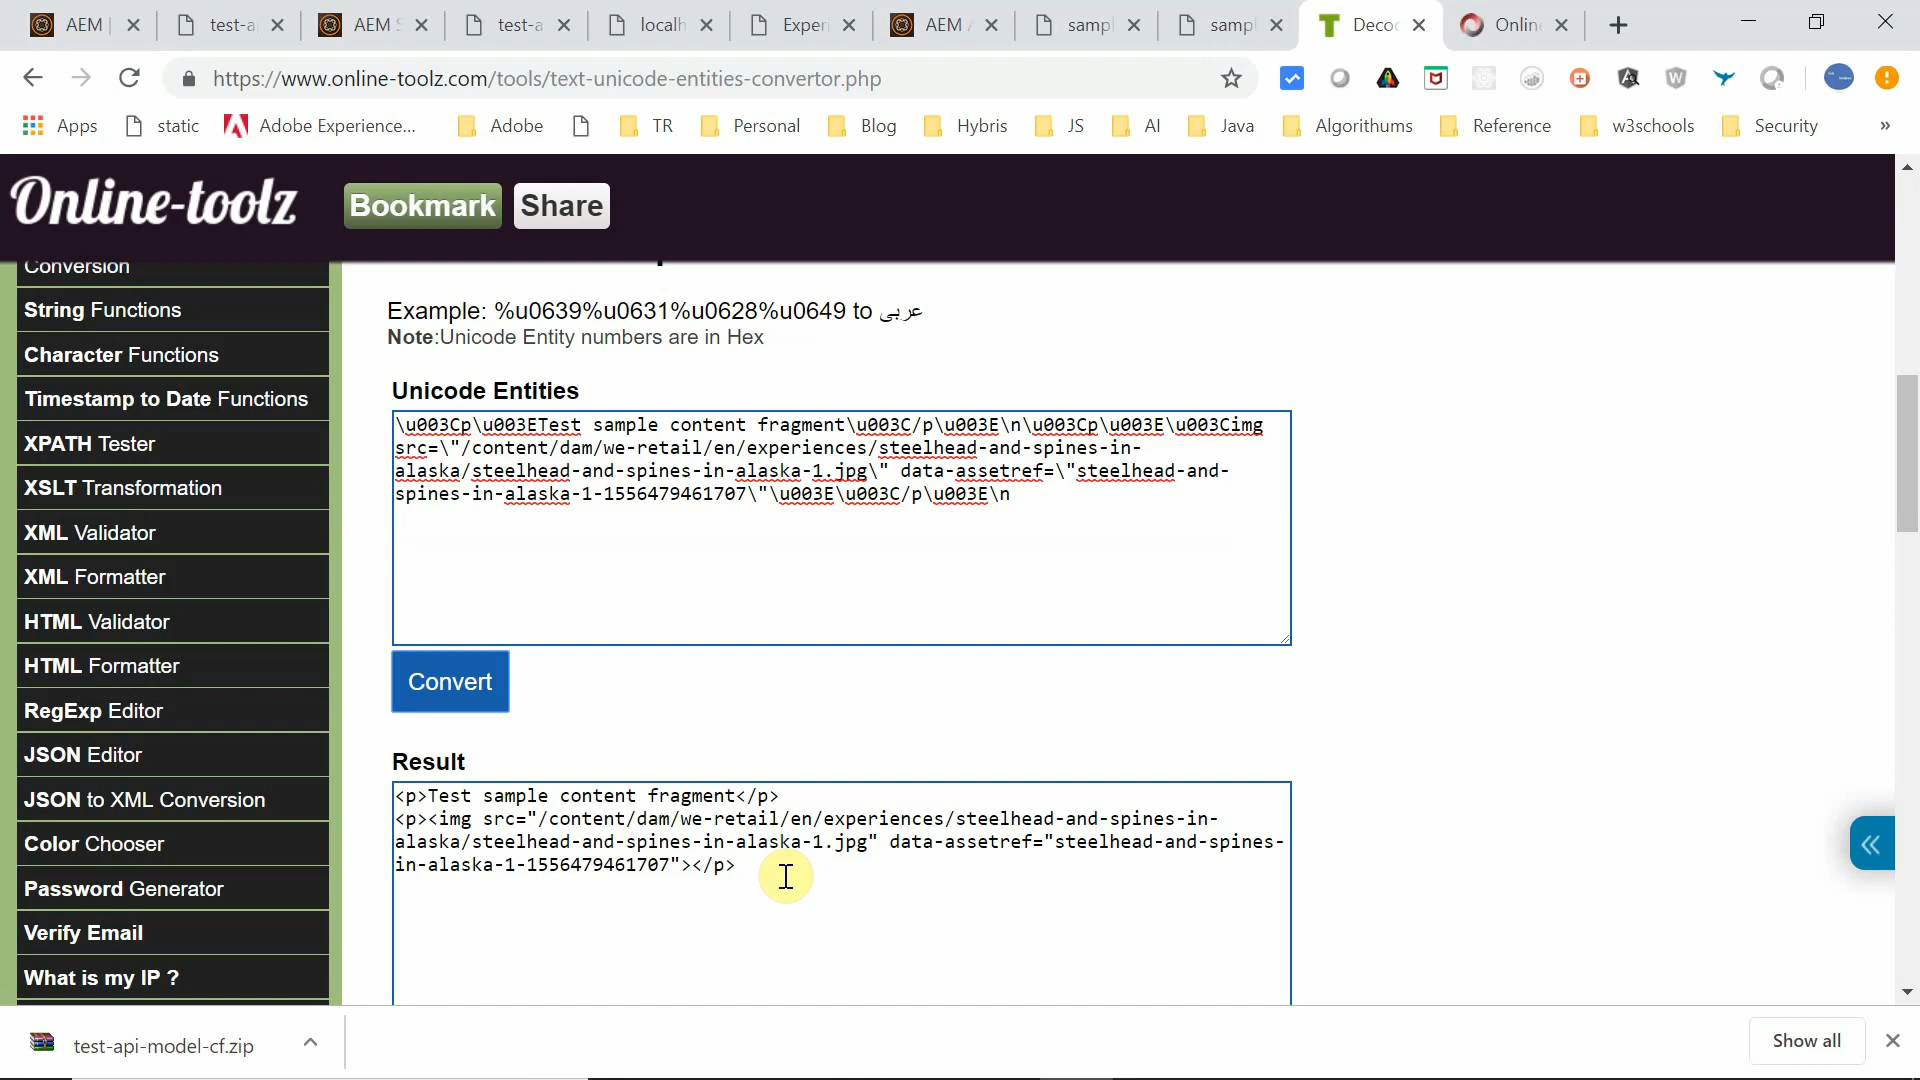 AEM
test-a
AEM S
test-a
localh
Experi
AEM A
sampl
sampl
Decod
Online
https://www.online-toolz.com/tools/text-unicode-entities-convertor.php
Apps
static
Adobe Experience...
Adobe
TR
Personal
Blog
Hybris
JS
AI
Java
Algorithums
Reference
w3schools
Security
»
Online-toolz
Bookmark
Share
Conversion
String Functions
Character Functions
Timestamp to Date Functions
XPATH Tester
XSLT Transformation
XML Validator
XML Formatter
HTML Validator
HTML Formatter
RegExp Editor
JSON Editor
JSON to XML Conversion
Color Chooser
Password Generator
Verify Email
What is my IP ?
Example: %u0639%u0631%u0628%u0649 to عربى
Note:Unicode Entity numbers are in Hex
Unicode Entities
\u003Cp\u003ETest sample content fragment\u003C/p\u003E\n\u003Cp\u003E\u003Cimg
src=\"/content/dam/we-retail/en/experiences/steelhead-and-spines-in-
alaska/steelhead-and-spines-in-alaska-1.jpg\" data-assetref=\"steelhead-and-
spines-in-alaska-1-1556479461707\"\u003E\u003C/p\u003E\n
Convert
Result
<p>Test sample content fragment</p>
<p><img src="/content/dam/we-retail/en/experiences/steelhead-and-spines-in-
alaska/steelhead-and-spines-in-alaska-1.jpg" data-assetref="steelhead-and-spines-
in-alaska-1-1556479461707"></p>
test-api-model-cf.zip
Show all